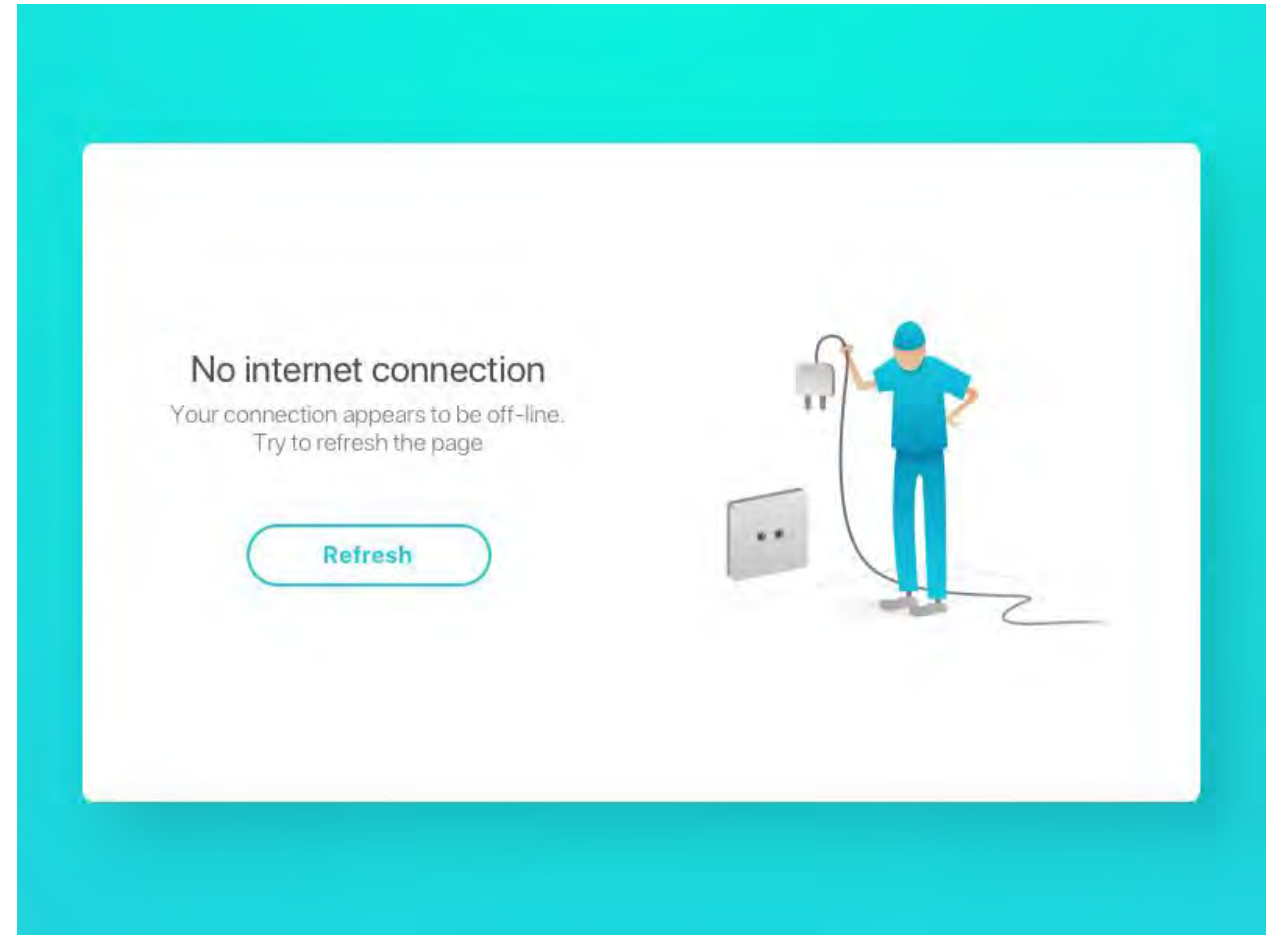 No internet connection
Your connection appears to be off-line.
Try to refresh the page
Refresh